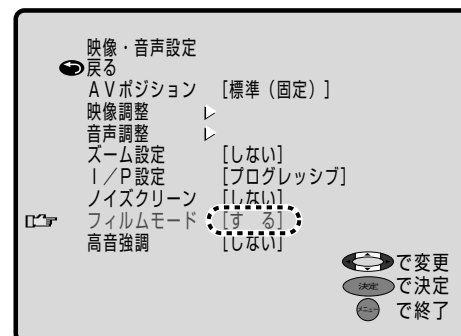 映像・音声設定
戻る
AVポジション [標準（固定）]
映像調整
音声調整
ズーム設定 [しない]
I／P設定 [プログレッシブ]
ノイズクリーン [しない]
フィルムモード [す る]
高音強調 [しない]
で変更
決定 で決定
メニュー で終了